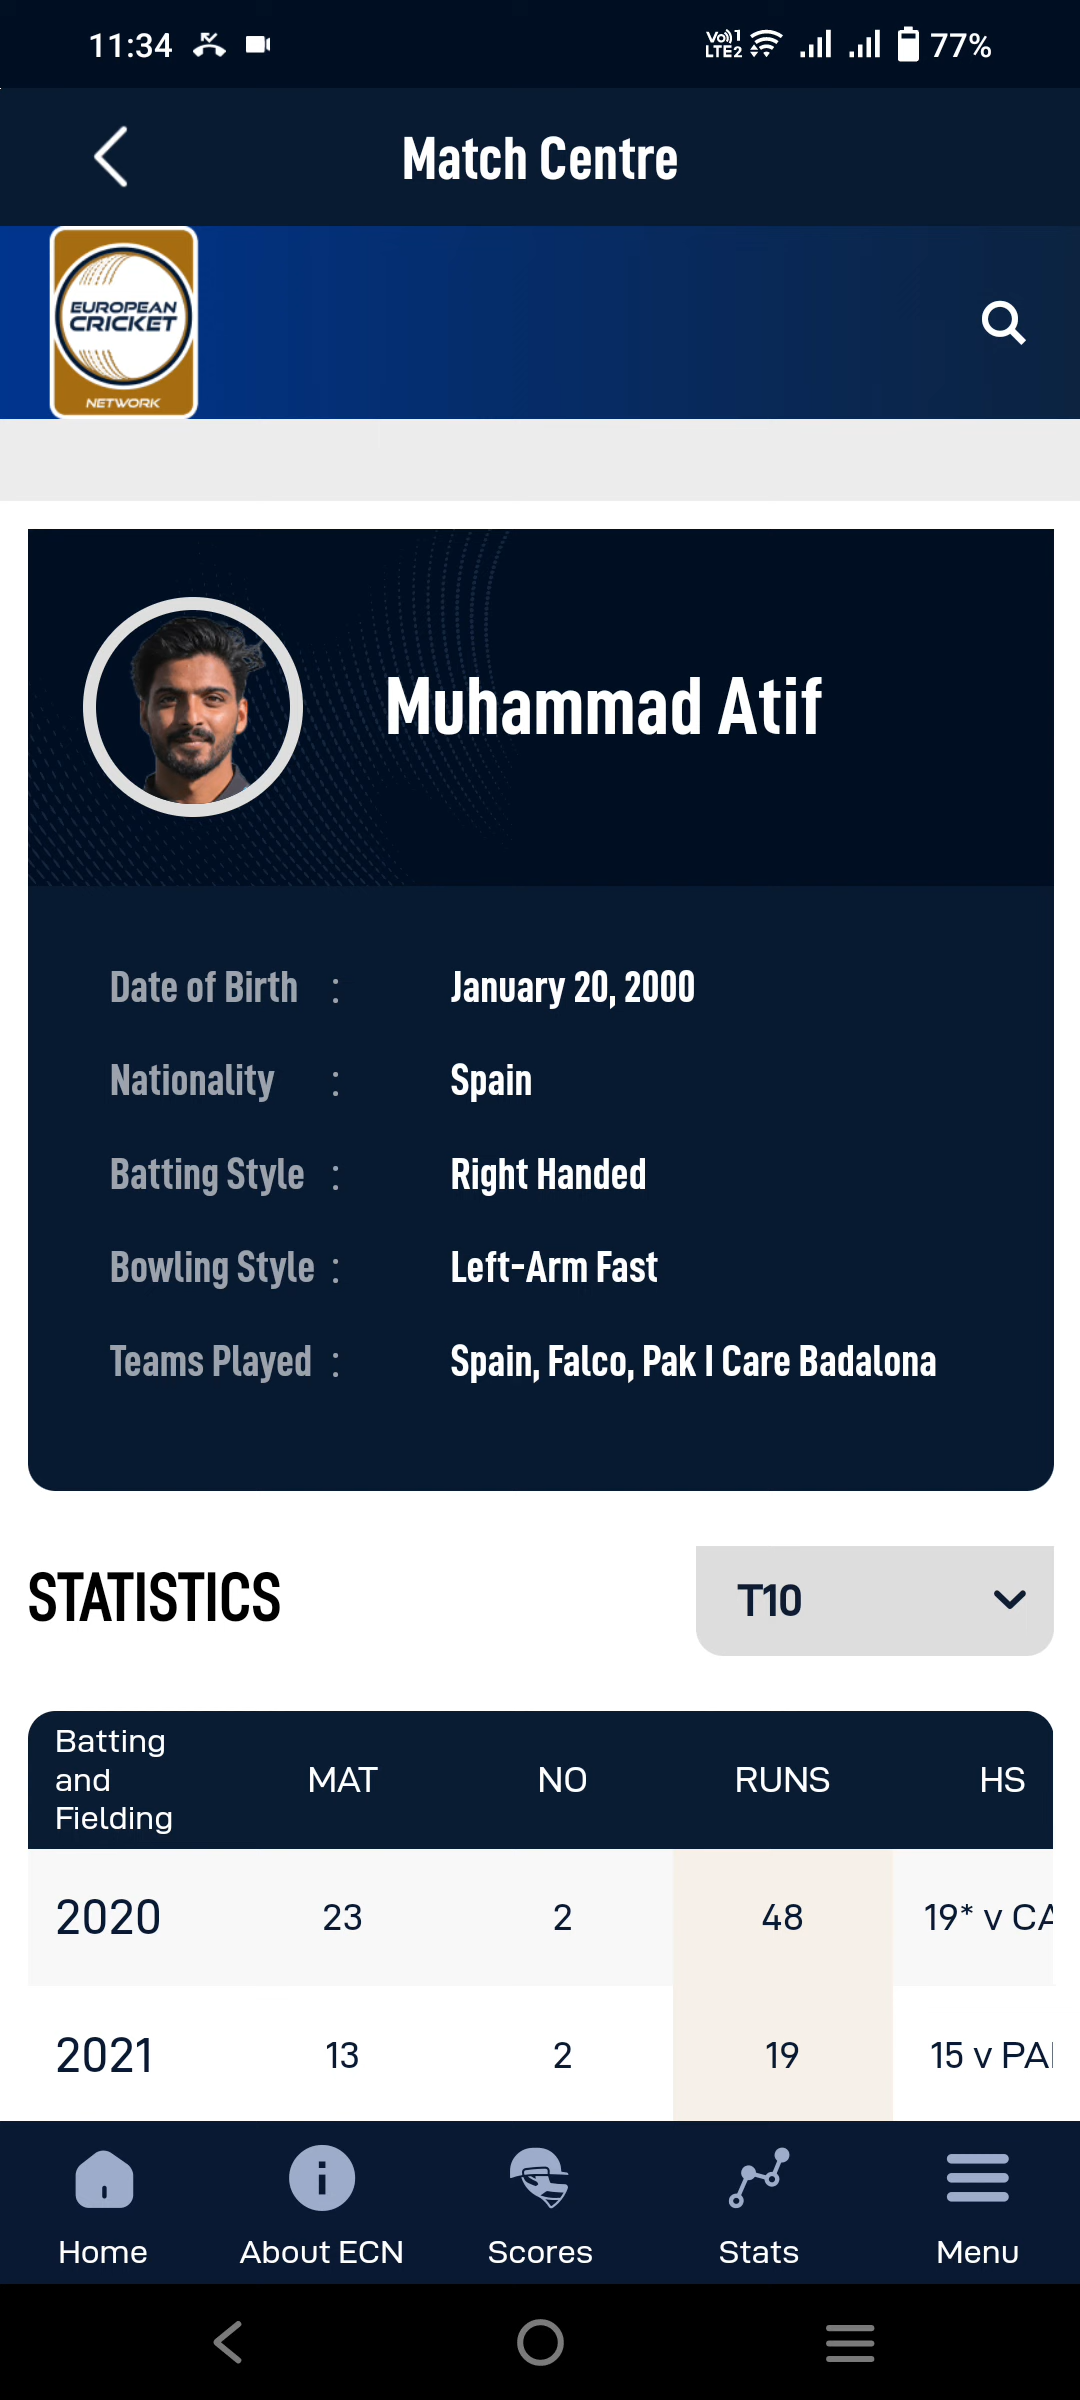 11:34
Vo)) 1
LTE2
77%
Match Centre
EUROPEAN
CRICKET
NETWORK
Muhammad Atif
Date of Birth : January 20, 2000
Nationality : Spain
Batting Style : Right Handed
Bowling Style : Left-Arm Fast
Teams Played : Spain, Falco, Pak I Care Badalona
STATISTICS
T10
Batting and Fielding MAT NO RUNS HS
2020 23 2 48 19* v CA
2021 13 2 19 15 v PA
Home About ECN Scores Stats Menu